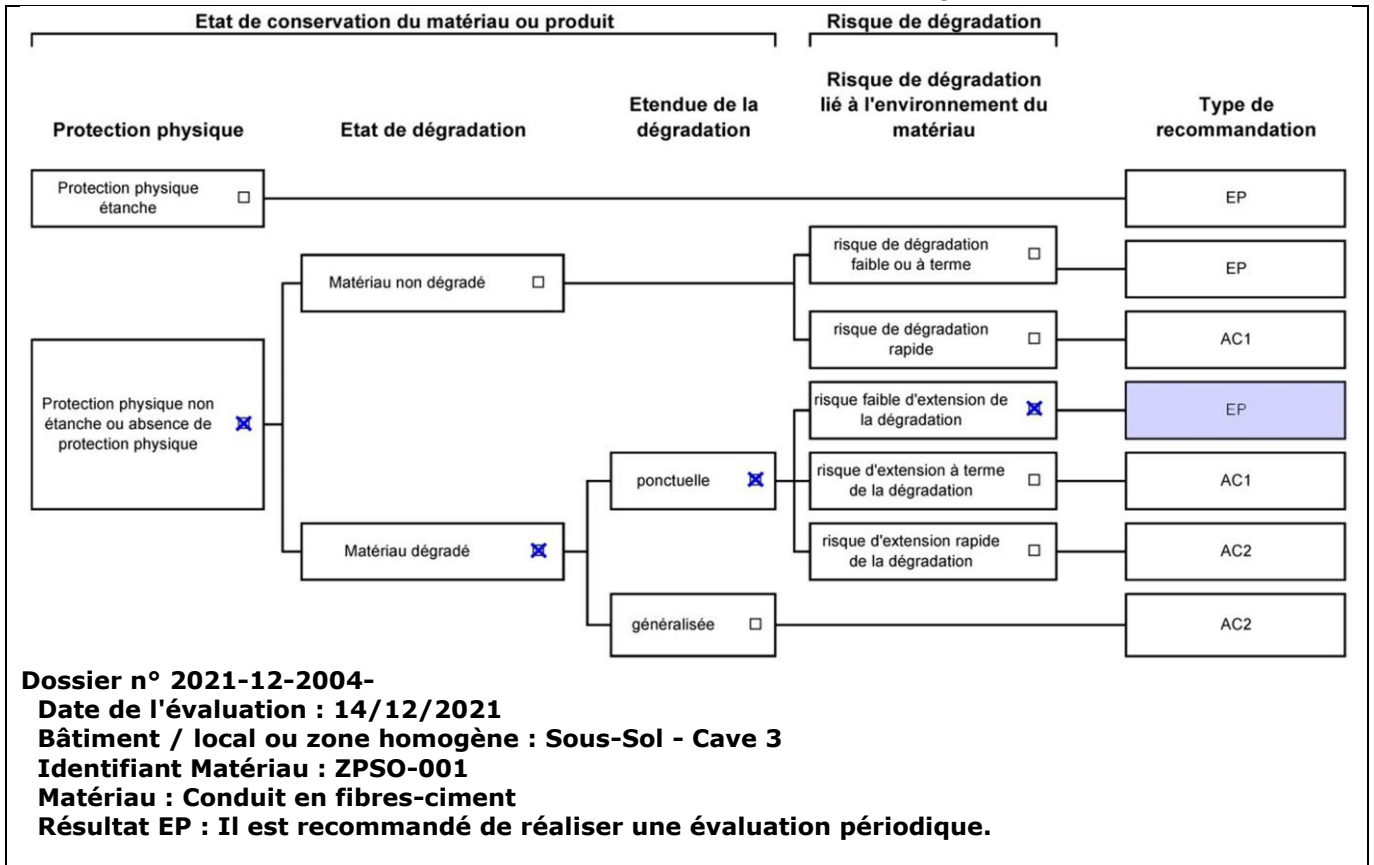 Etat de conservation du matériau ou produit
Risque de dégradation
Protection physique
Etat de dégradation
Etendue de la
dégradation
Risque de dégradation
lié à l'environnement du
matériau
Type de
recommandation
Protection physique
étanche
EP
risque de dégradation
faible ou à terme
EP
Matériau non dégradé
risque de dégradation
rapide
AC1
Protection physique non
étanche ou absence de
protection physique
risque faible d'extension de
la dégradation
EP
ponctuelle
risque d'extension à terme
de la dégradation
AC1
Matériau dégradé
risque d'extension rapide
de la dégradation
AC2
généralisée
AC2
Dossier n° 2021-12-2004-
Date de l'évaluation : 14/12/2021
Bâtiment / local ou zone homogène : Sous-Sol - Cave 3
Identifiant Matériau : ZPSO-001
Matériau : Conduit en fibres-ciment
Résultat EP : Il est recommandé de réaliser une évaluation périodique.